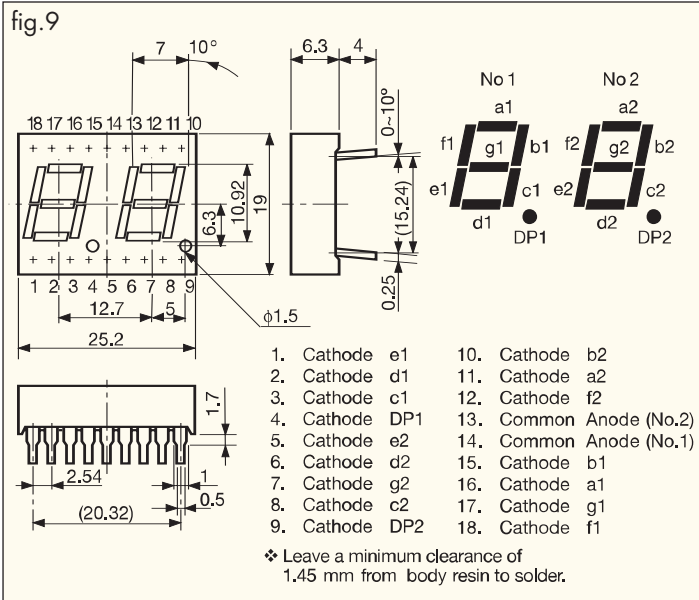 fig.9
7 10°
6.3 4
18 17 16 15 14 13 12 11 10
6.3
10.92
19
1 2 3 4 5 6 7 8 9
12.7 5
φ1.5
25.2
0~10°
(15.24)
0.25
No 1 No 2
a1 a2
f1 g1 b1 f2 g2 b2
e1 c1 e2 c2
d1 DP1 d2 DP2
1.7
2.54 1
0.5
(20.32)
1. Cathode e1 10. Cathode b2
2. Cathode d1 11. Cathode a2
3. Cathode c1 12. Cathode f2
4. Cathode DP1 13. Common Anode (No.2)
5. Cathode e2 14. Common Anode (No.1)
6. Cathode d2 15. Cathode b1
7. Cathode g2 16. Cathode a1
8. Cathode c2 17. Cathode g1
9. Cathode DP2 18. Cathode f1
❖ Leave a minimum clearance of
1.45 mm from body resin to solder.